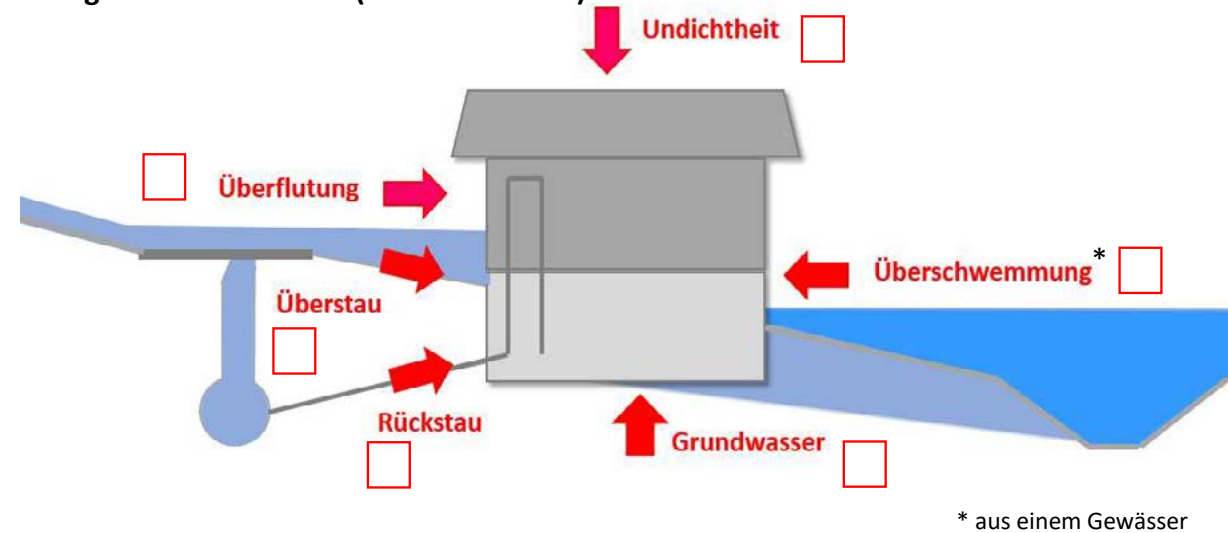 Undichtheit
Überflutung
Überschwemmung*
Überstau
Rückstau
Grundwasser
* aus einem Gewässer